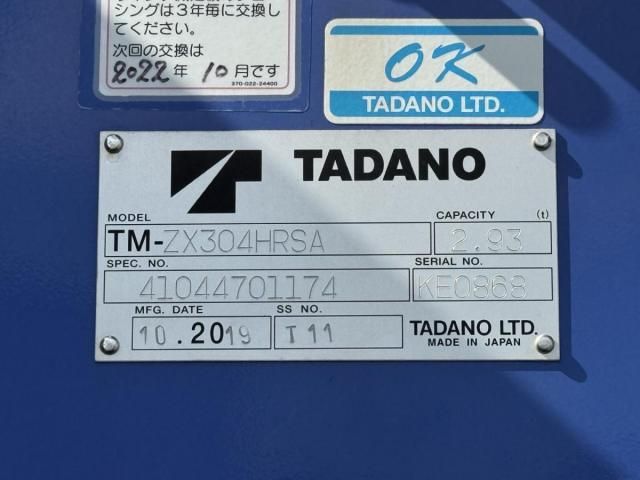 シングは3年毎に交換し
てください。
次回の交換は
2022年 10月です
370-022-24400
OK
TADANO LTD.
TADANO
MODEL CAPACITY (t)
TM-ZX304HRSA 2.93
SPEC. NO. SERIAL NO.
41044701174 KE0868
MFG. DATE SS NO.
10.2019 T11 TADANO LTD.
MADE IN JAPAN